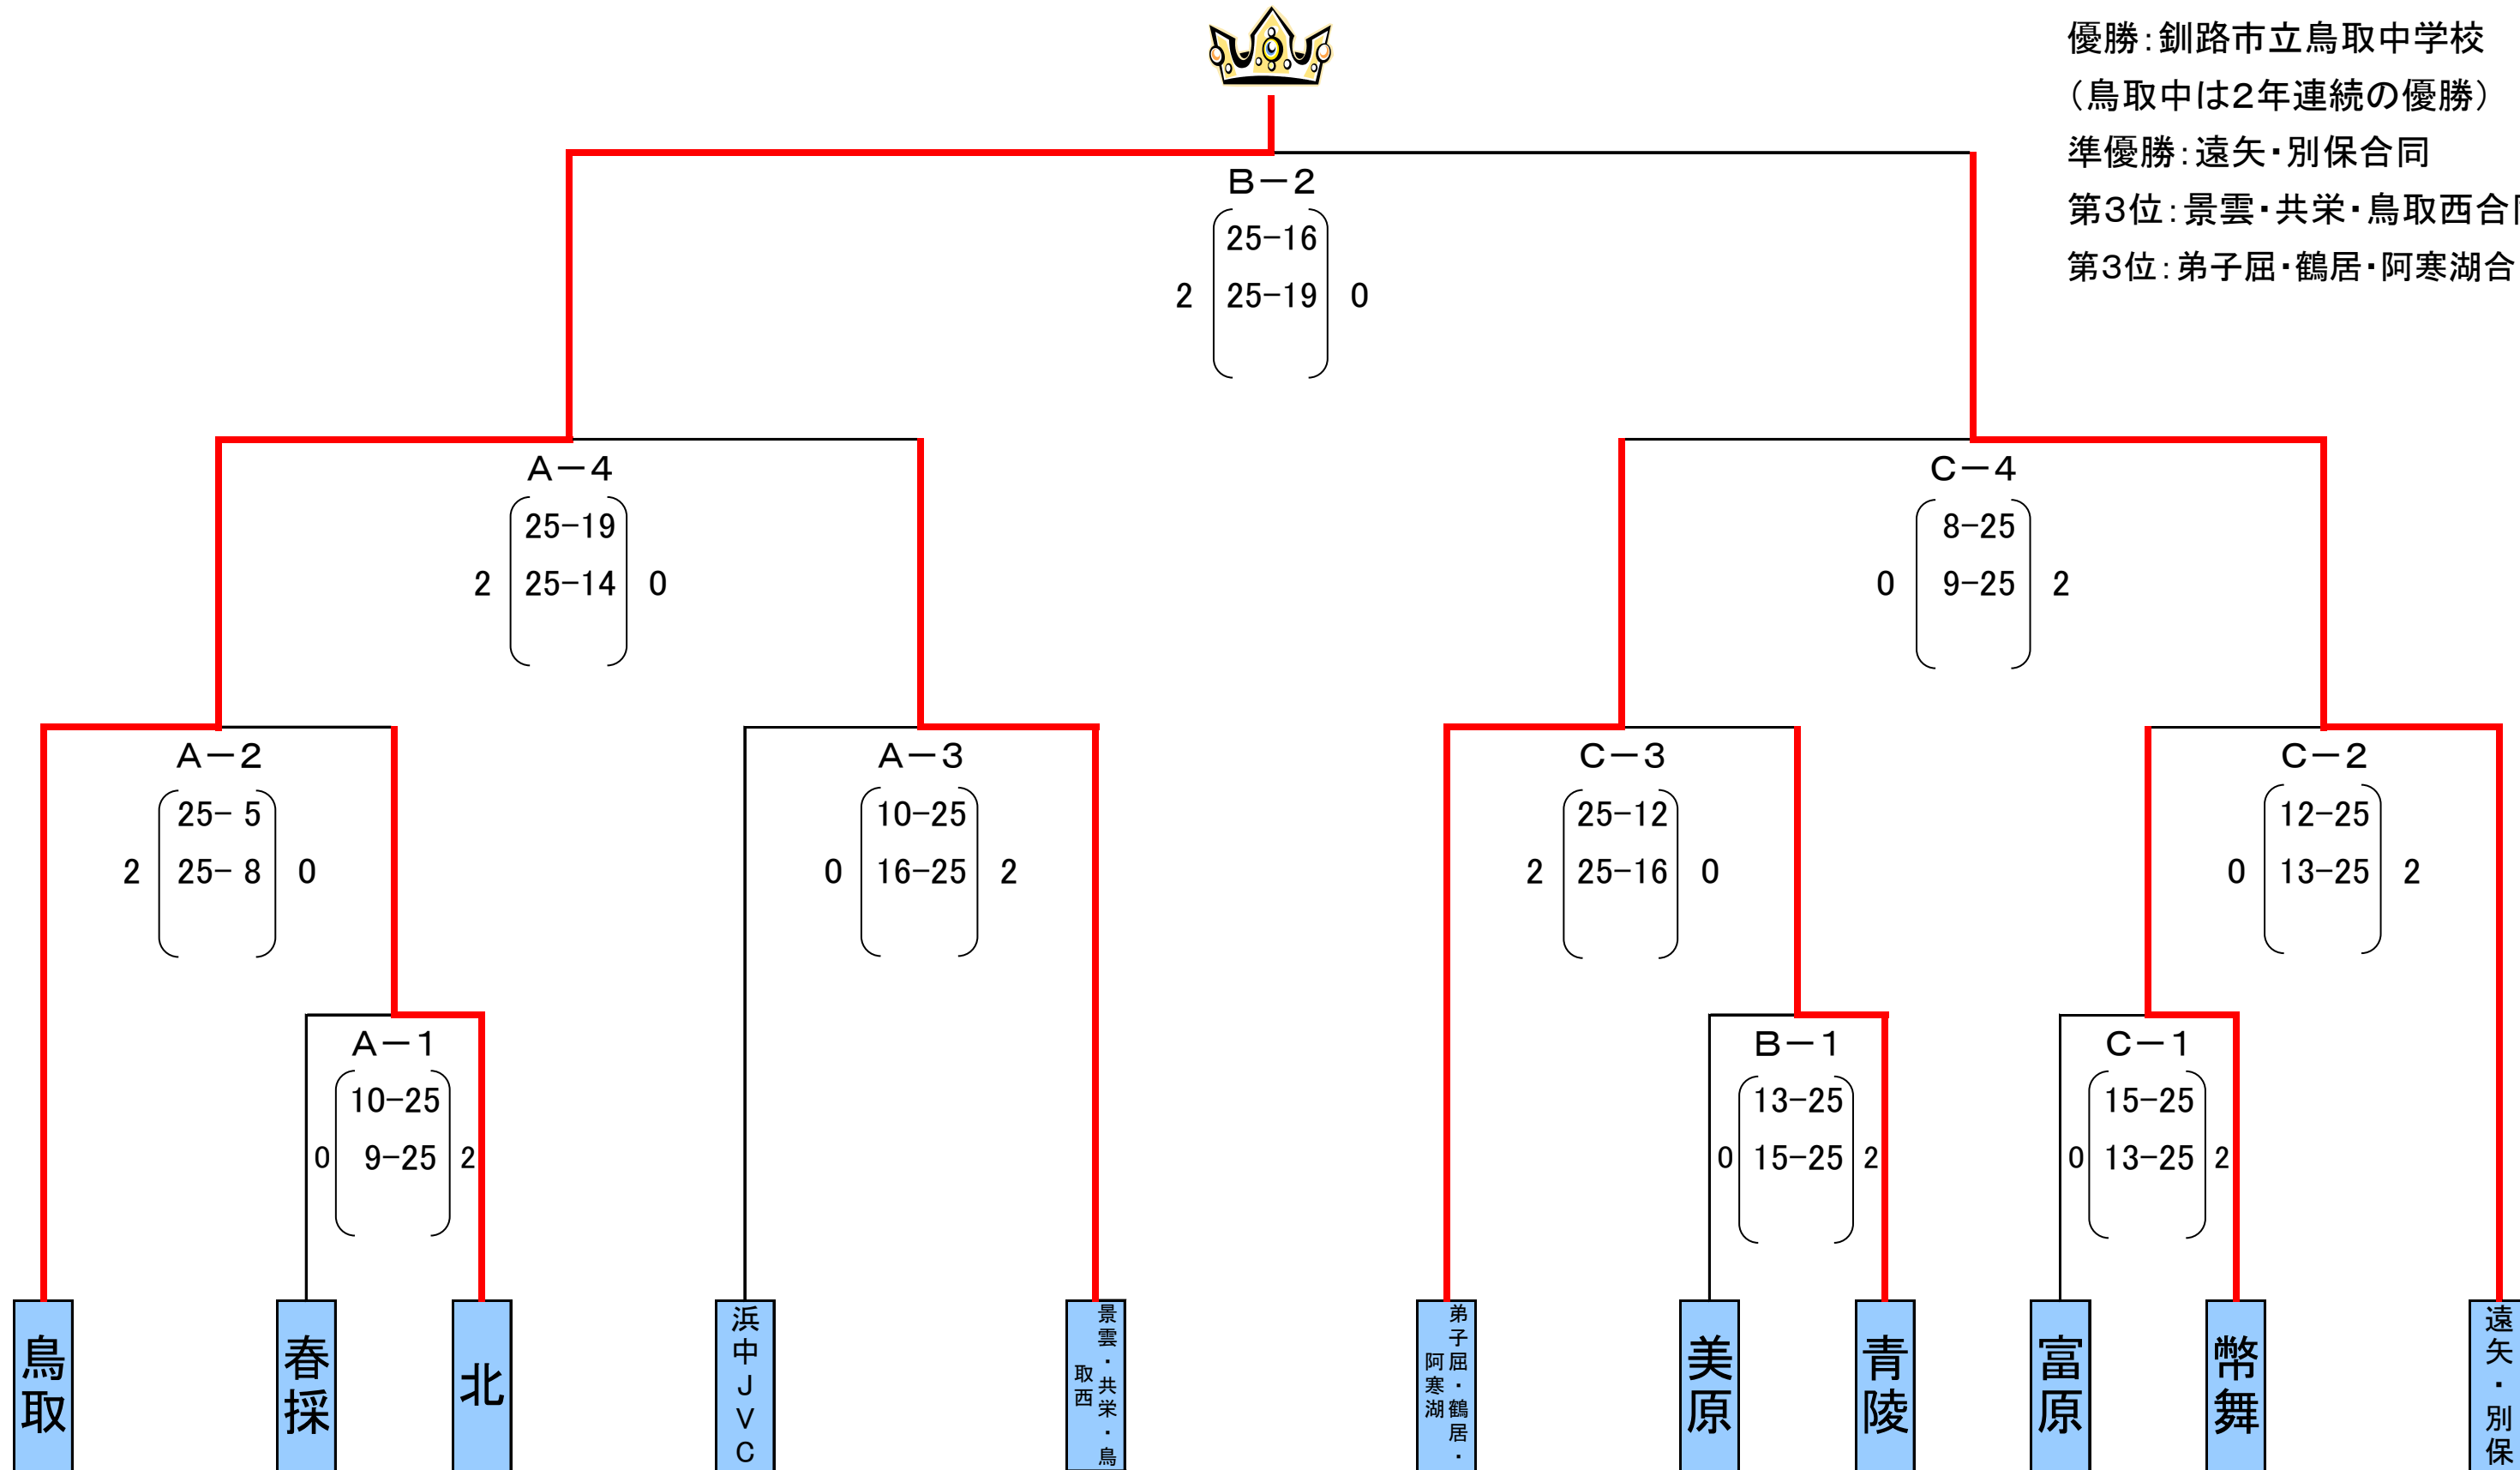 優勝：釧路市立鳥取中学校
（鳥取中は２年連続の優勝）
準優勝：遠矢・別保合同
第３位：景雲・共栄・鳥取西合同
第３位：弟子屈・鶴居・阿寒湖合
Ｂ－２
25-16
2 25-19 0
Ａ－４
25-19
2 25-14 0
Ｃ－４
8-25
0 9-25 2
Ａ－２
25- 5
2 25- 8 0
Ａ－３
10-25
0 16-25 2
Ｃ－３
25-12
2 25-16 0
Ｃ－２
12-25
0 13-25 2
Ａ－１
10-25
0 9-25 2
Ｂ－１
13-25
0 15-25 2
Ｃ－１
15-25
0 13-25 2
鳥取
春採
北
浜中ＪＶＣ
景雲・共栄・鳥
取西
弟子屈・鶴居・
阿寒湖
美原
青陵
富原
幣舞
遠矢・別保